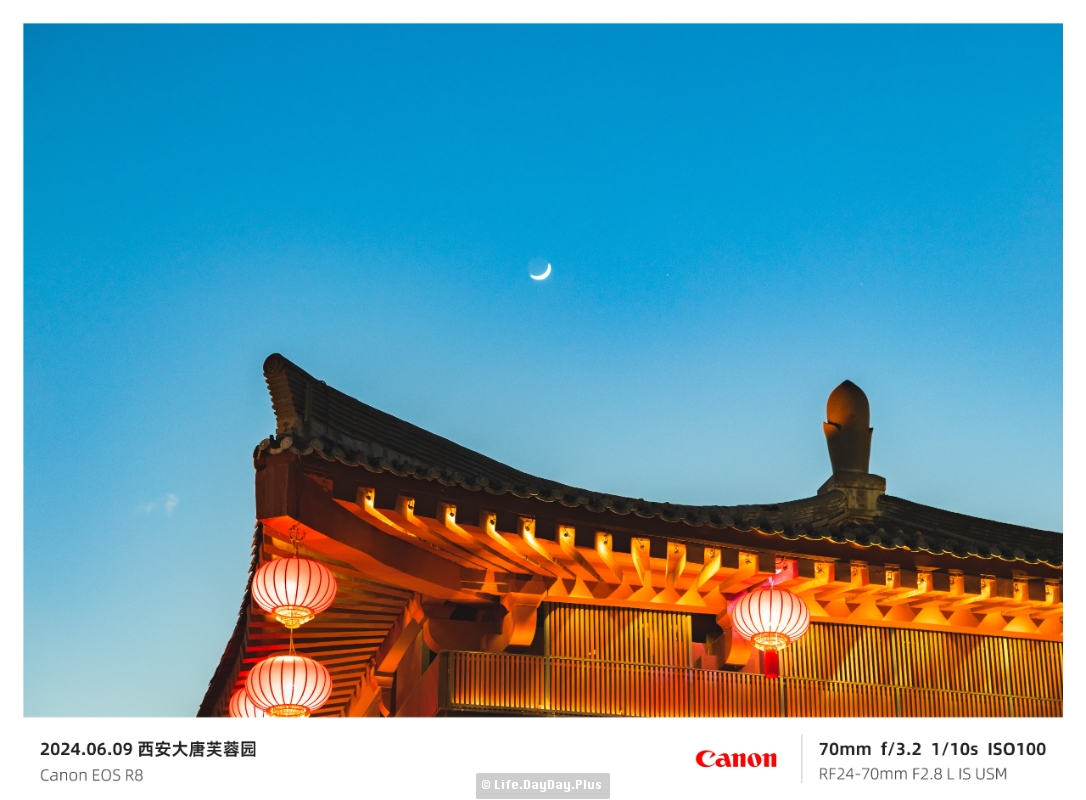 2024.06.09 西安大唐芙蓉园
Canon EOS R8
Canon
70mm f/3.2 1/10s ISO100
RF24-70mm F2.8 L IS USM
© Life.DayDay.Plus